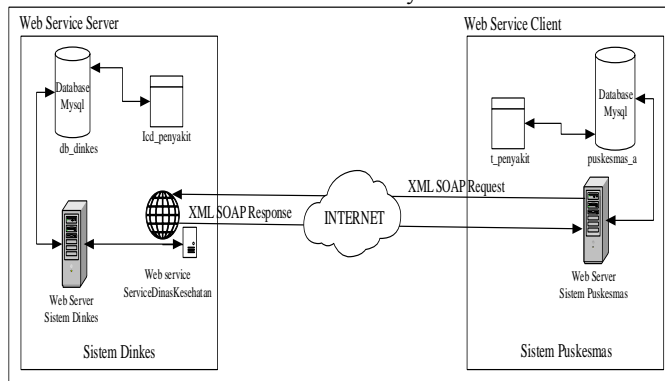 Web Service Server
Database
Mysql
db_dinkes
Icd_penyakit
Web Server
Sistem Dinkes
Web service
ServiceDinasKesehatan
Sistem Dinkes
XML SOAP Request
XML SOAP Response
INTERNET
Web Service Client
Database
Mysql
t_penyakit
puskesmas_a
Web Server
Sistem Puskesmas
Sistem Puskesmas